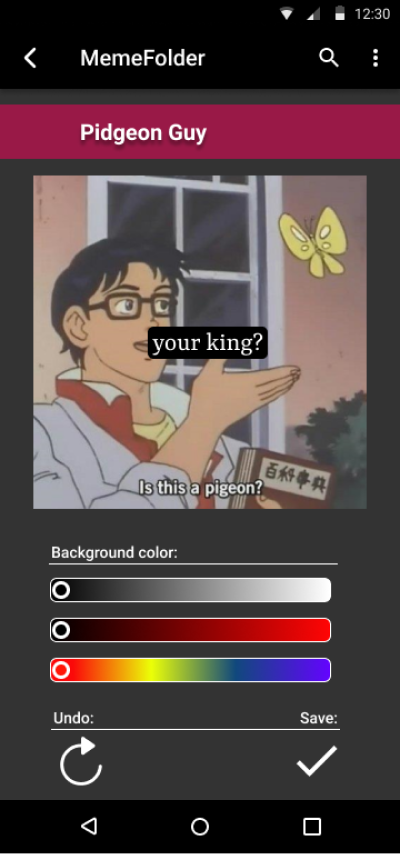 12:30
MemeFolder
Pidgeon Guy
your king?
百科事典
Is this a pigeon?
Background color:
Undo: Save: